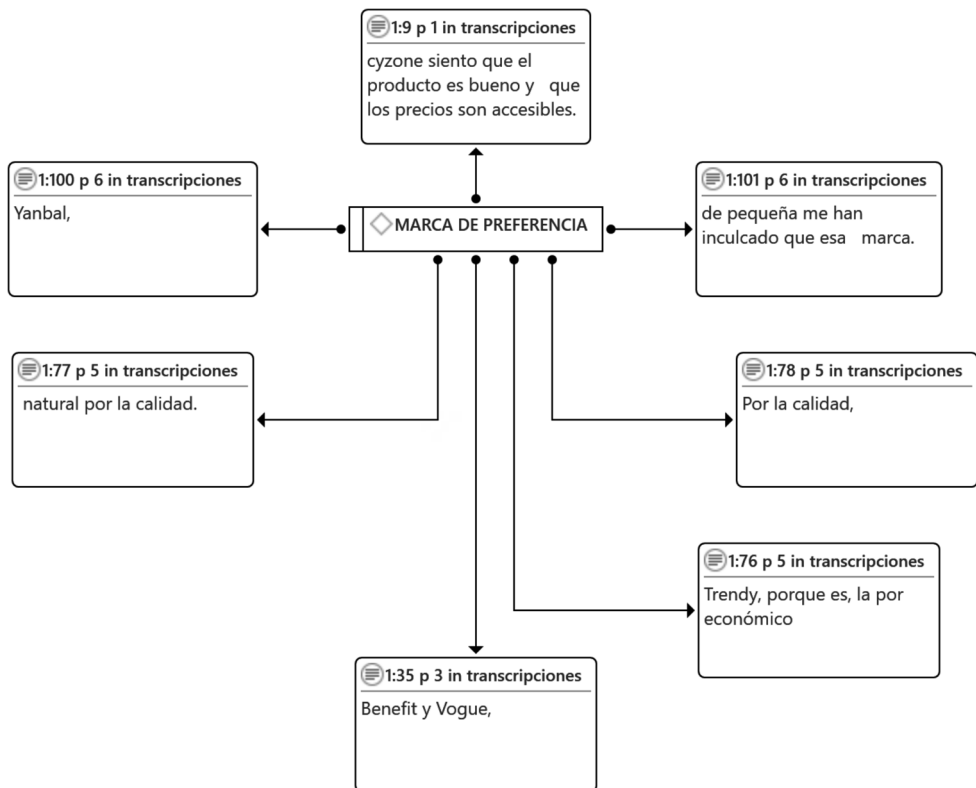 1:9 p 1 in transcripciones
cyzone siento que el
producto es bueno y que
los precios son accesibles.
1:100 p 6 in transcripciones
Yanbal,
MARCA DE PREFERENCIA
1:101 p 6 in transcripciones
de pequeña me han
inculcado que esa marca.
1:77 p 5 in transcripciones
natural por la calidad.
1:78 p 5 in transcripciones
Por la calidad,
1:76 p 5 in transcripciones
Trendy, porque es, la por
económico
1:35 p 3 in transcripciones
Benefit y Vogue,